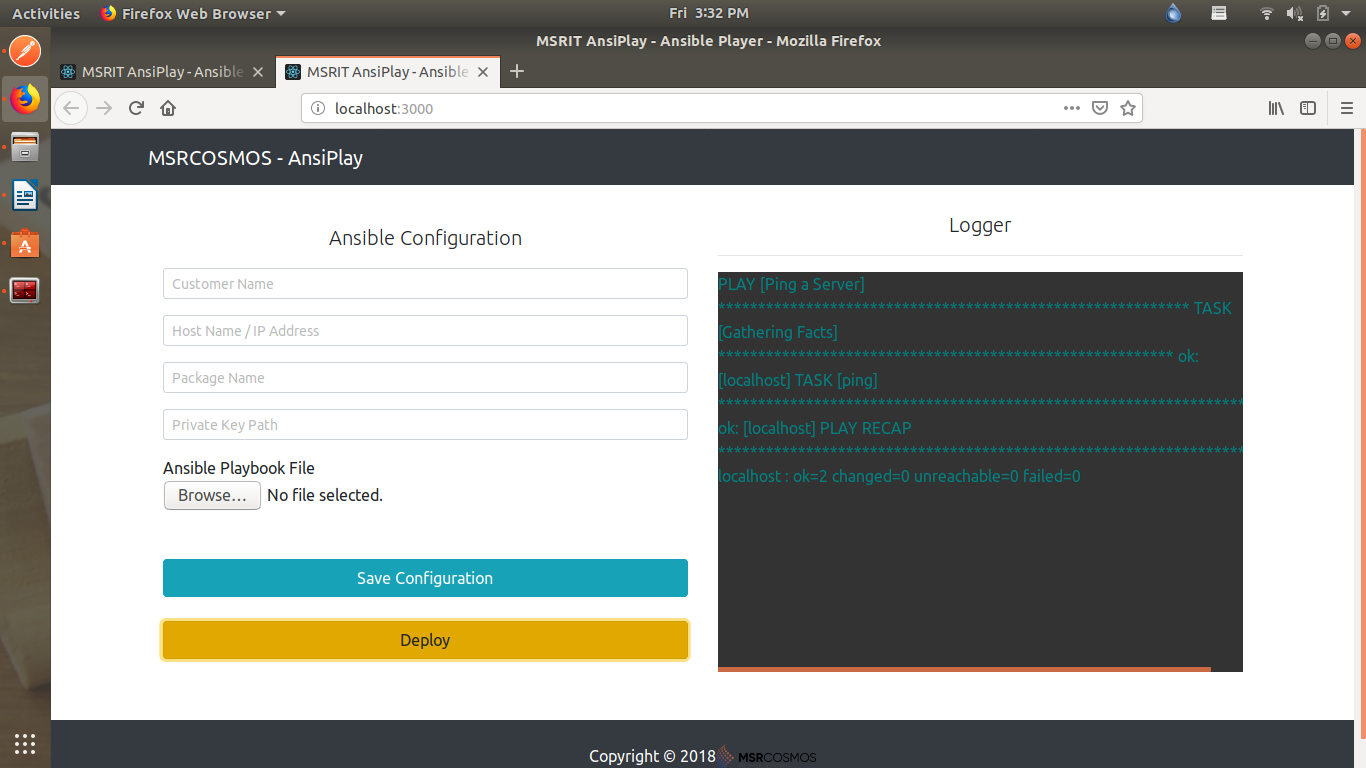 Activities
Firefox Web Browser
Fri 3:32 PM
MSRIT AnsiPlay - Ansible Player - Mozilla Firefox
MSRIT AnsiPlay - Ansible
MSRIT AnsiPlay - Ansible
localhost:3000
MSRCOSMOS - AnsiPlay
Ansible Configuration
Customer Name
Host Name / IP Address
Package Name
Private Key Path
Ansible Playbook File
Browse... No file selected.
Save Configuration
Deploy
Logger
PLAY [Ping a Server]
*********************************************************** TASK
[Gathering Facts]
********************************************************* ok:
[localhost] TASK [ping]
******************************************************************
ok: [localhost] PLAY RECAP
******************************************************************
localhost : ok=2 changed=0 unreachable=0 failed=0
Copyright © 2018 MSRCOSMOS